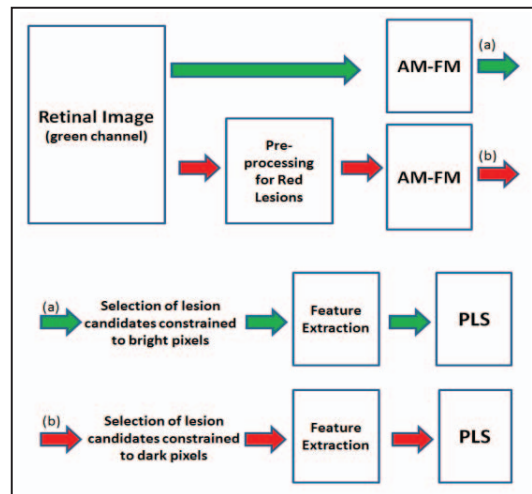 Retinal Image
(green channel)
AM-FM
(a)
Pre-
processing
for Red
Lesions
AM-FM
(b)
(a)
Selection of lesion
candidates constrained
to bright pixels
Feature
Extraction
PLS
(b)
Selection of lesion
candidates constrained
to dark pixels
Feature
Extraction
PLS